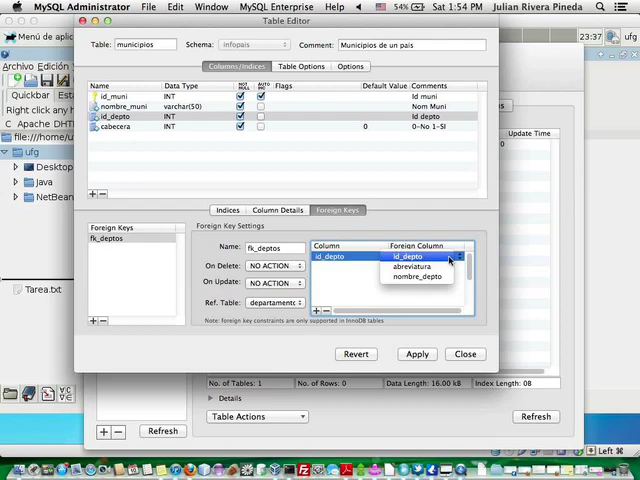 MySQL Administrator File Edit Window MySQL Enterprise Help 54% Sat 1:54 PM Julian Rivera Pineda
Table Editor
Menú de aplic
23:37 ufg
Table: municipios Schema: infopais Comment: Municipios de un pais
Columns/Indices Table Options Options
ufg
Archivo Edición
Quickbar Esta
Right click any h
C Apache DHT
file:///home/u
ufg
Desktop
Java
NetBean
Tarea.txt
Name Data Type NOT NULL AUTO INC Flags Default Value Comments
id_muni INT Id muni
nombre_muni varchar(50) Nom Muni
id_depto INT Id depto
cabecera INT 0 0-No 1-SI
Update Time
0
Indices Column Details Foreign Keys
Foreign Keys
fk_deptos
Foreign Key Settings
Name: fk_deptos
On Delete: NO ACTION
On Update: NO ACTION
Ref. Table: departamento
Column Foreign Column
id_depto id_depto
abreviatura
nombre_depto
Note: foreign key constraints are only supported in InnoDB tables
Revert Apply Close
No. of Tables: 1 No. of Rows: 0 Data Length: 16.00 kB Index Length: 0B
Details
Table Actions Refresh
Refresh
Left ⌘